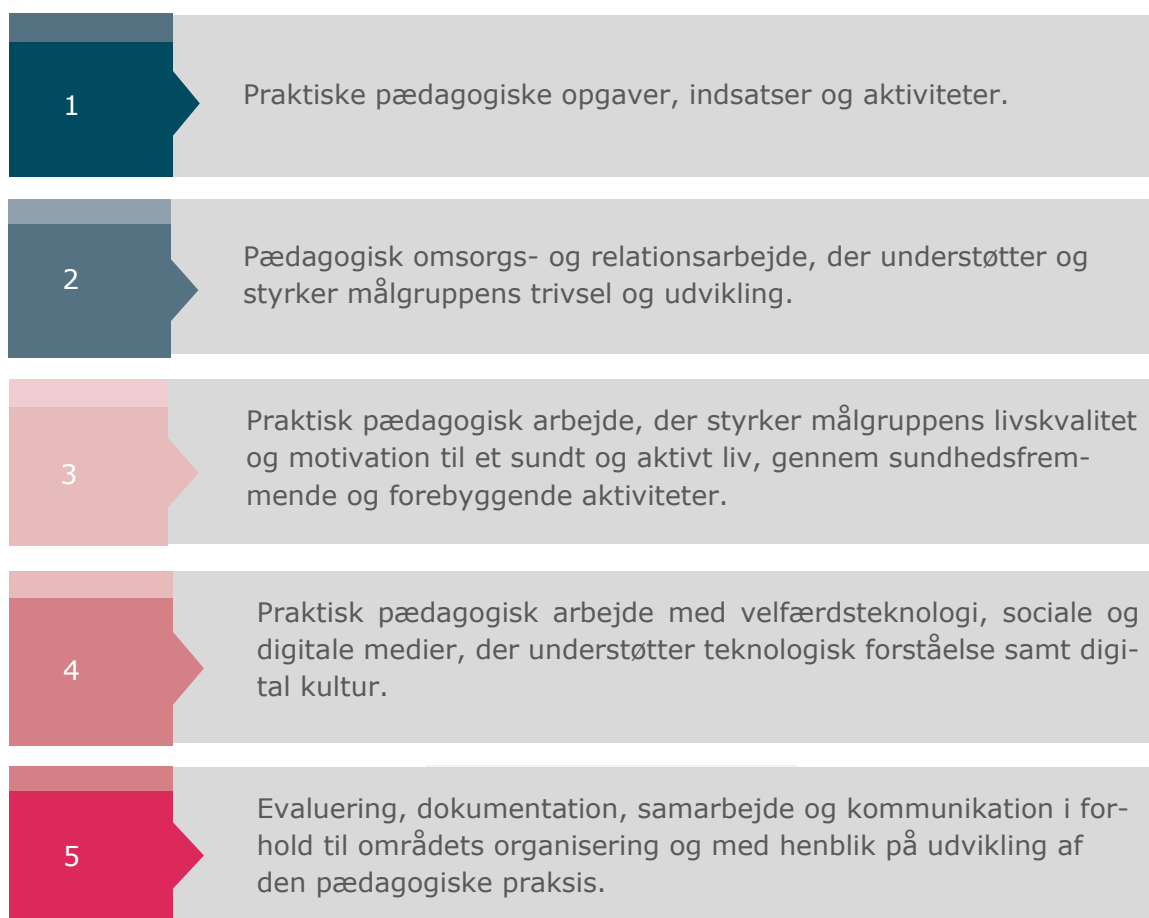 1
Praktiske pædagogiske opgaver, indsatser og aktiviteter.
2
Pædagogisk omsorgs- og relationsarbejde, der understøtter og
styrker målgruppens trivsel og udvikling.
3
Praktisk pædagogisk arbejde, der styrker målgruppens livskvalitet
og motivation til et sundt og aktivt liv, gennem sundhedsfrem-
mende og forebyggende aktiviteter.
4
Praktisk pædagogisk arbejde med velfærdsteknologi, sociale og
digitale medier, der understøtter teknologisk forståelse samt digi-
tal kultur.
5
Evaluering, dokumentation, samarbejde og kommunikation i for-
hold til områdets organisering og med henblik på udvikling af
den pædagogiske praksis.